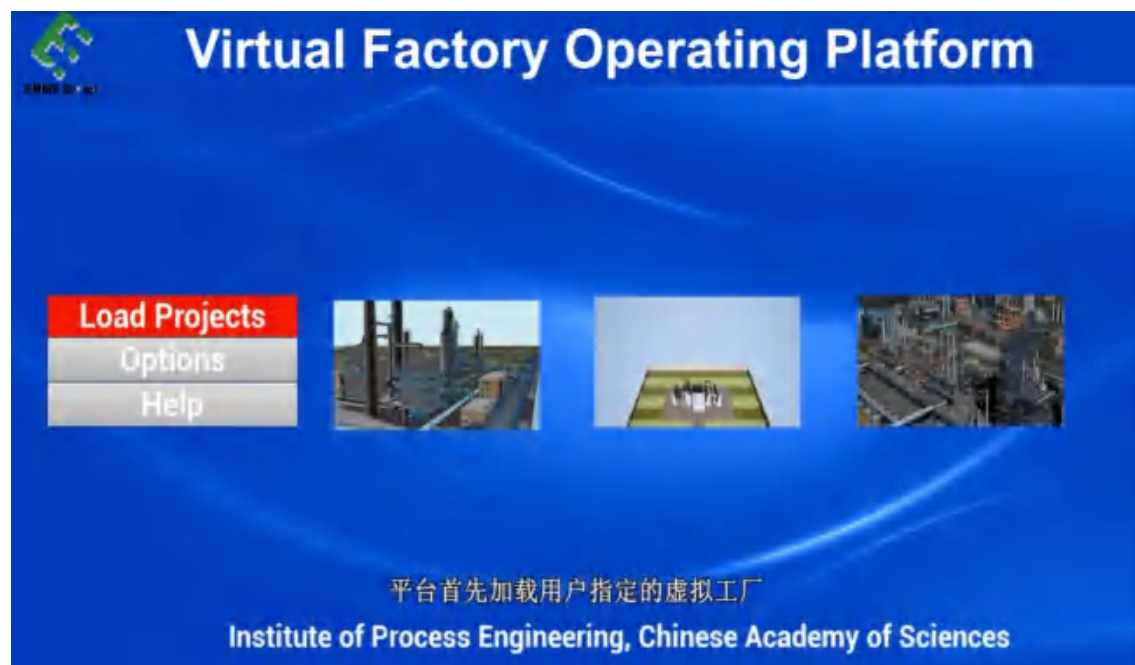 Virtual Factory Operating Platform
Load Projects
Options
Help
平台首先加载用户指定的虚拟工厂
Institute of Process Engineering, Chinese Academy of Sciences